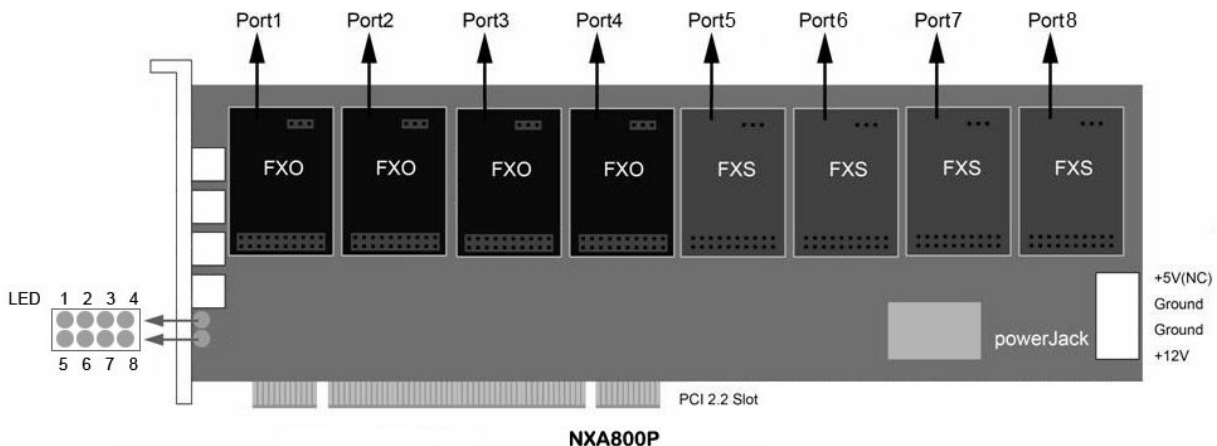 Port1 Port2 Port3 Port4 Port5 Port6 Port7 Port8
FXO FXO FXO FXO FXS FXS FXS FXS
LED 1 2 3 4
5 6 7 8
+5V(NC)
Ground
Ground
+12V
powerJack
PCI 2.2 Slot
NXA800P